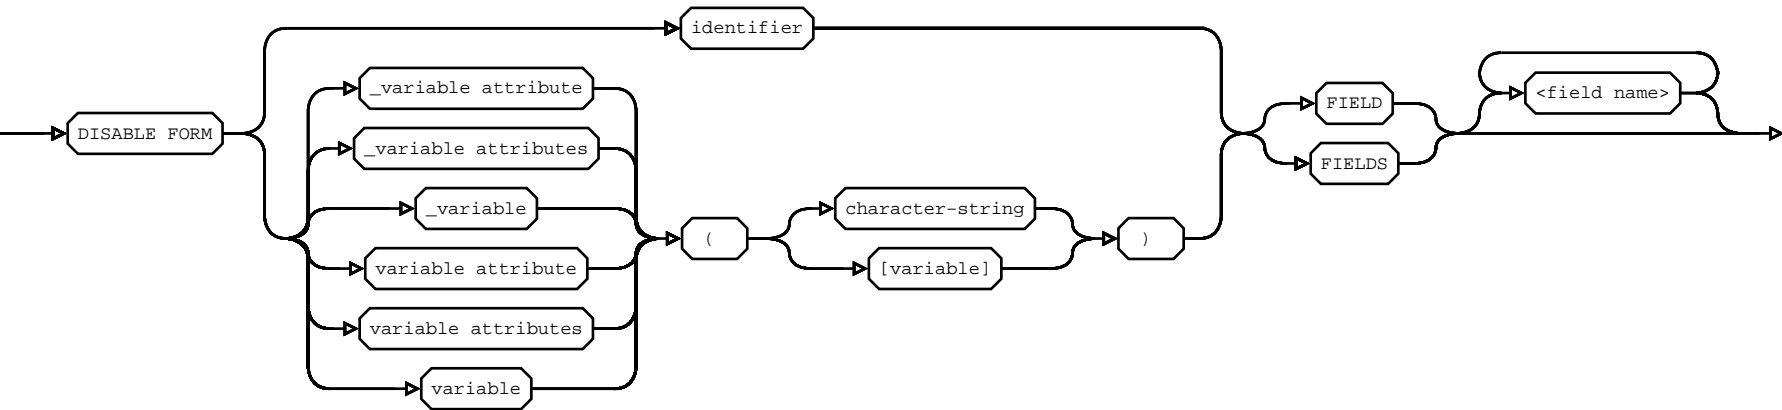 identifier
_variable attribute
<field name>
FIELD
DISABLE FORM
_variable attributes
FIELDS
_variable
character-string
( )
variable attribute
[variable]
variable attributes
variable